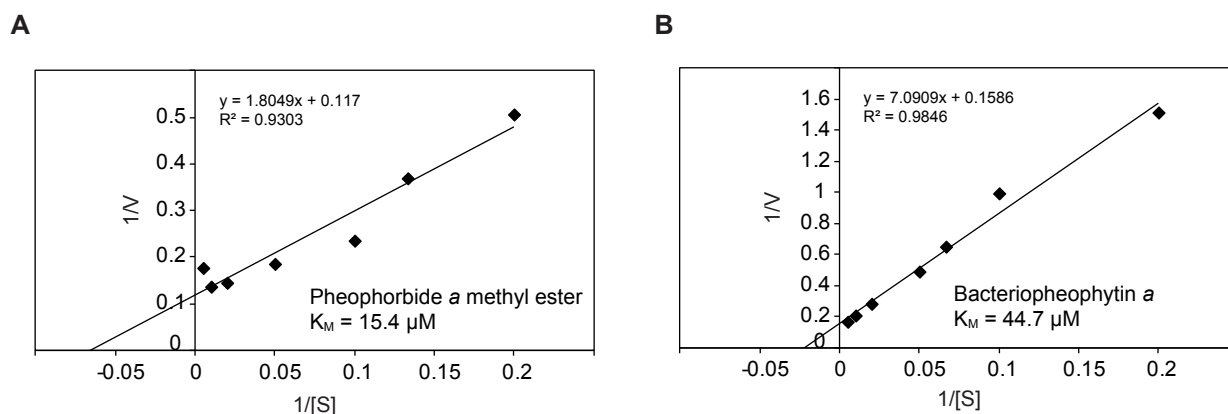 A
y = 1.8049x + 0.117
R² = 0.9303
0.5
0.4
0.3
0.2
0.1
0
1/V
Pheophorbide a methyl ester
K_M = 15.4 µM
-0.05
0
0.05
0.1
0.15
0.2
1/[S]
B
y = 7.0909x + 0.1586
R² = 0.9846
1.6
1.4
1.2
1
0.8
0.6
0.4
0.2
0
1/V
Bacteriopheophytin a
K_M = 44.7 µM
-0.05
0
0.05
0.1
0.15
0.2
1/[S]